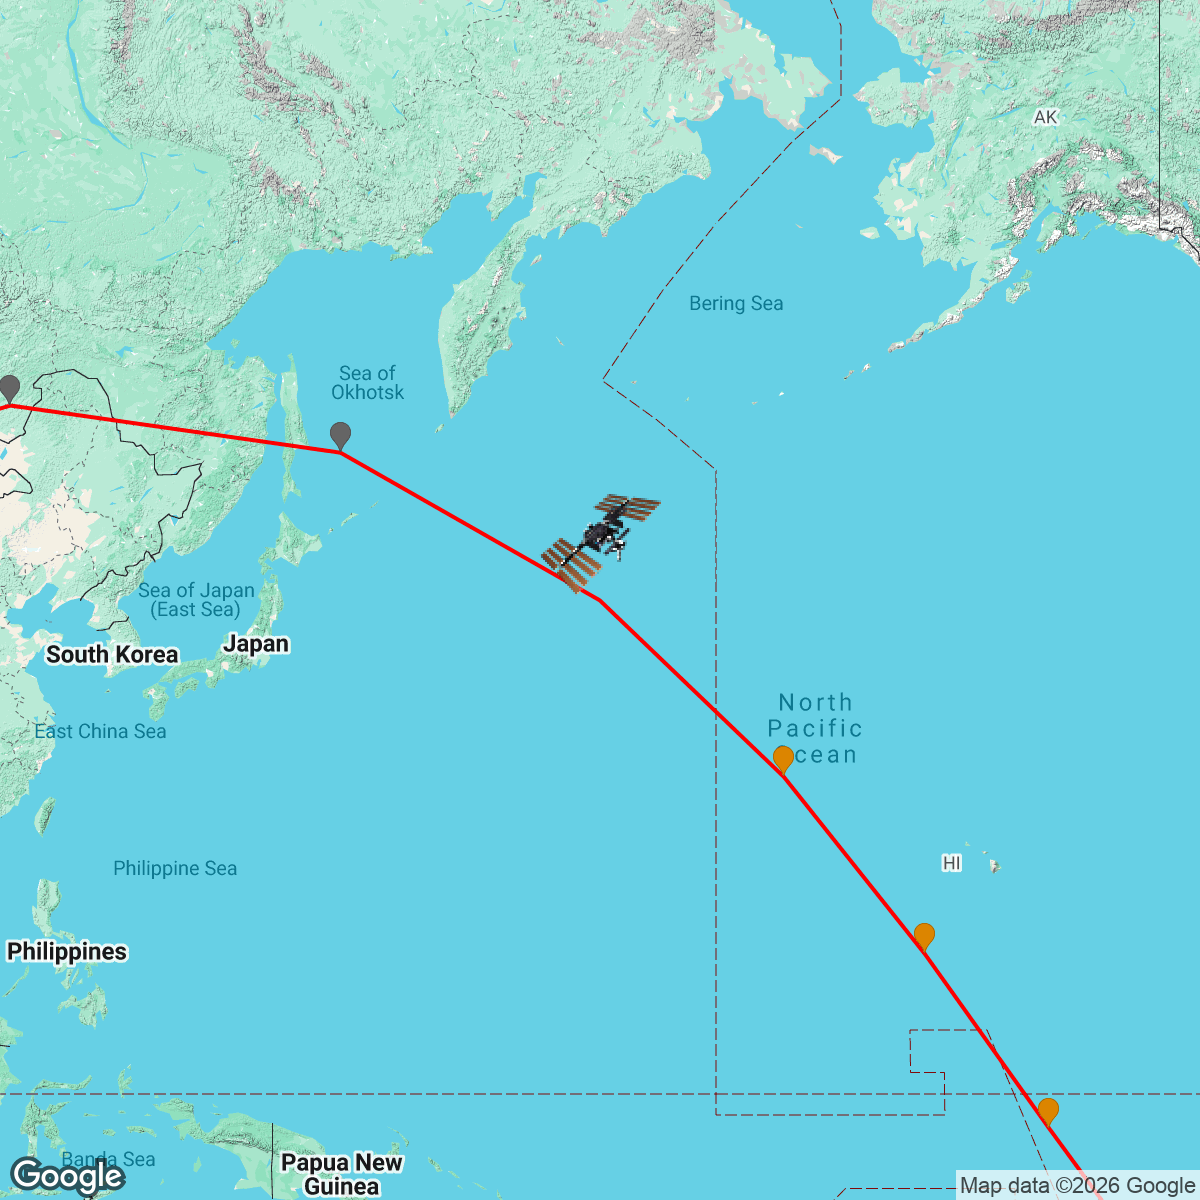 AK
Bering Sea
Sea of
Okhotsk
Sea of Japan
(East Sea)
Japan
South Korea
North
Pacific
cean
East China Sea
HI
Philippine Sea
Philippines
Banda Sea
Papua New
Guinea
Google
Map data ©2026 Google